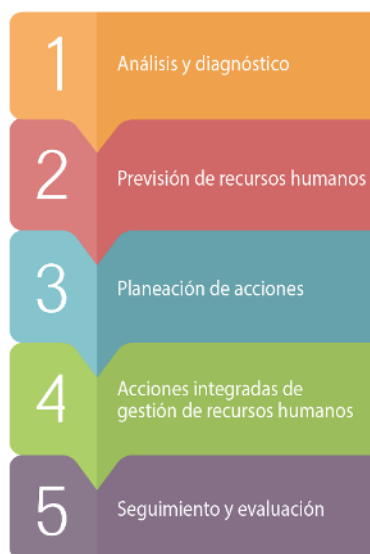 1
Análisis y diagnóstico
2
Previsión de recursos humanos
3
Planeación de acciones
4
Acciones integradas de
gestión de recursos humanos
5
Seguimiento y evaluación